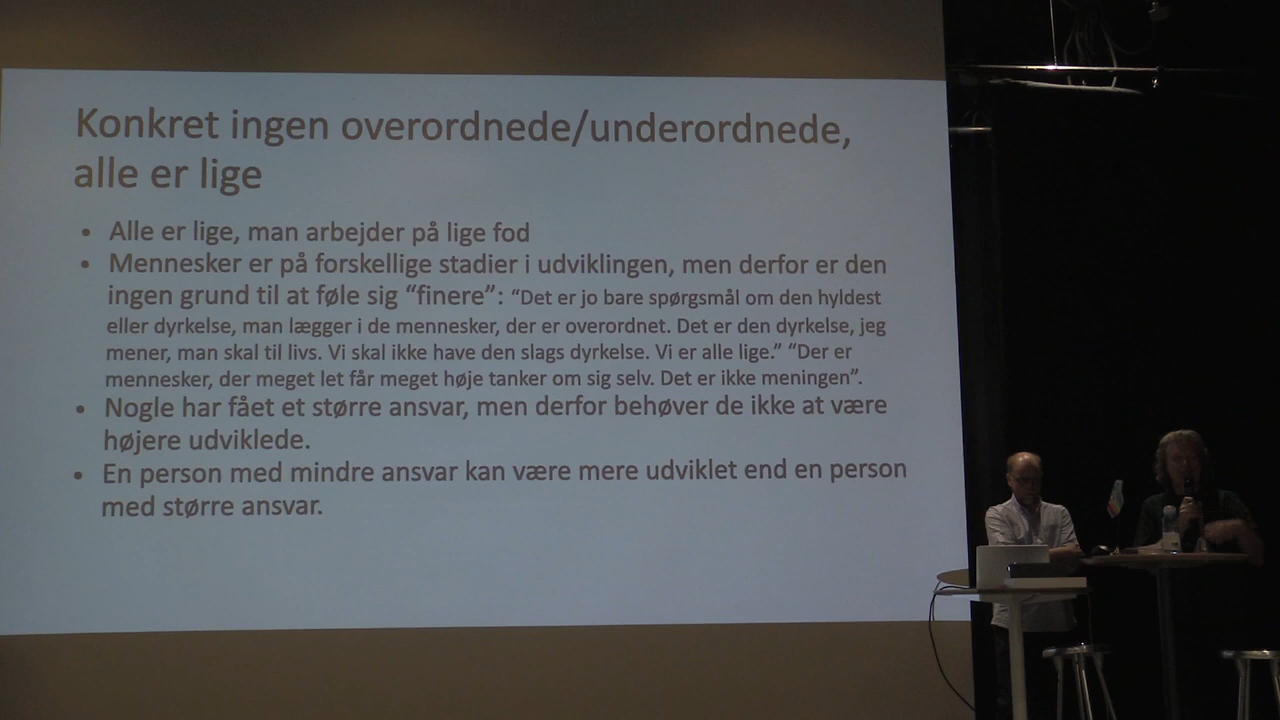 Konkret ingen overordnede/underordnede,
alle er lige
• Alle er lige, man arbejder på lige fod
• Mennesker er på forskellige stadier i udviklingen, men derfor er den
ingen grund til at føle sig “finere”: “Det er jo bare spørgsmål om den hyldest
eller dyrkelse, man lægger i de mennesker, der er overordnet. Det er den dyrkelse, jeg
mener, man skal til livs. Vi skal ikke have den slags dyrkelse. Vi er alle lige.” “Der er
mennesker, der meget let får meget høje tanker om sig selv. Det er ikke meningen”.
• Nogle har fået et større ansvar, men derfor behøver de ikke at være
højere udviklede.
• En person med mindre ansvar kan være mere udviklet end en person
med større ansvar.